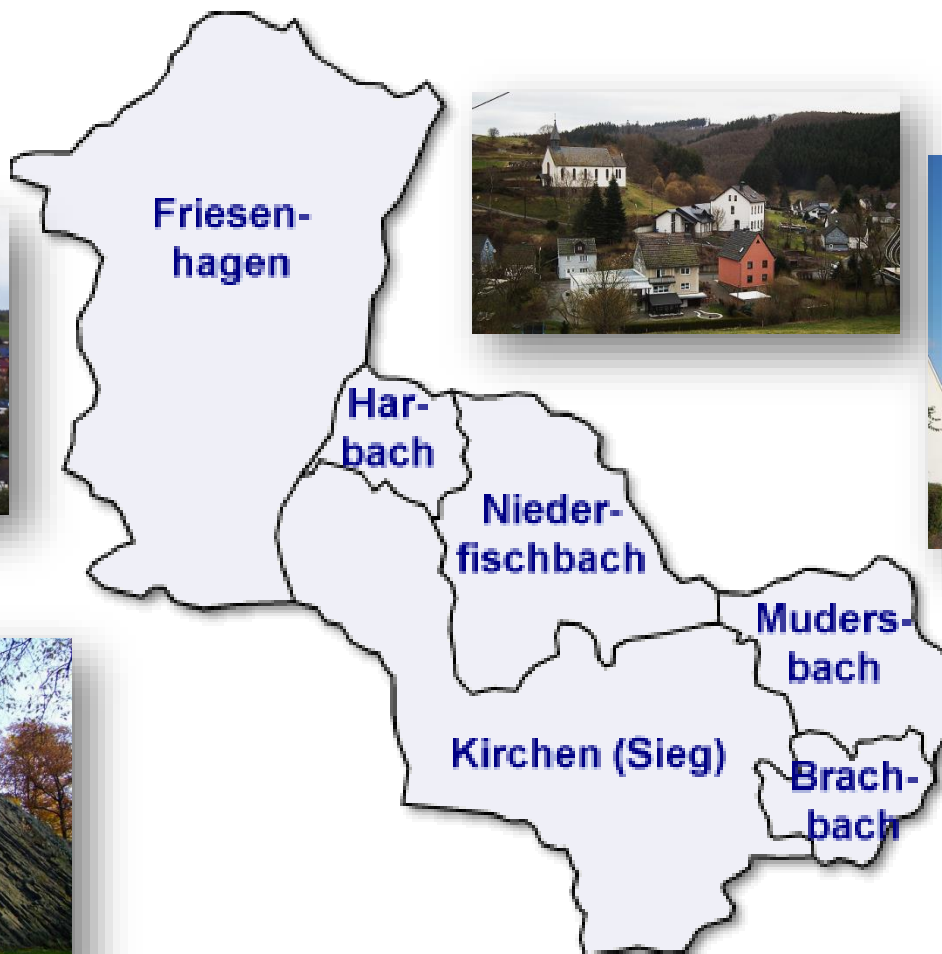 Friesen-
hagen
Har-
bach
Nieder-
fischbach
Muders-
bach
Kirchen (Sieg)
Brach-
bach